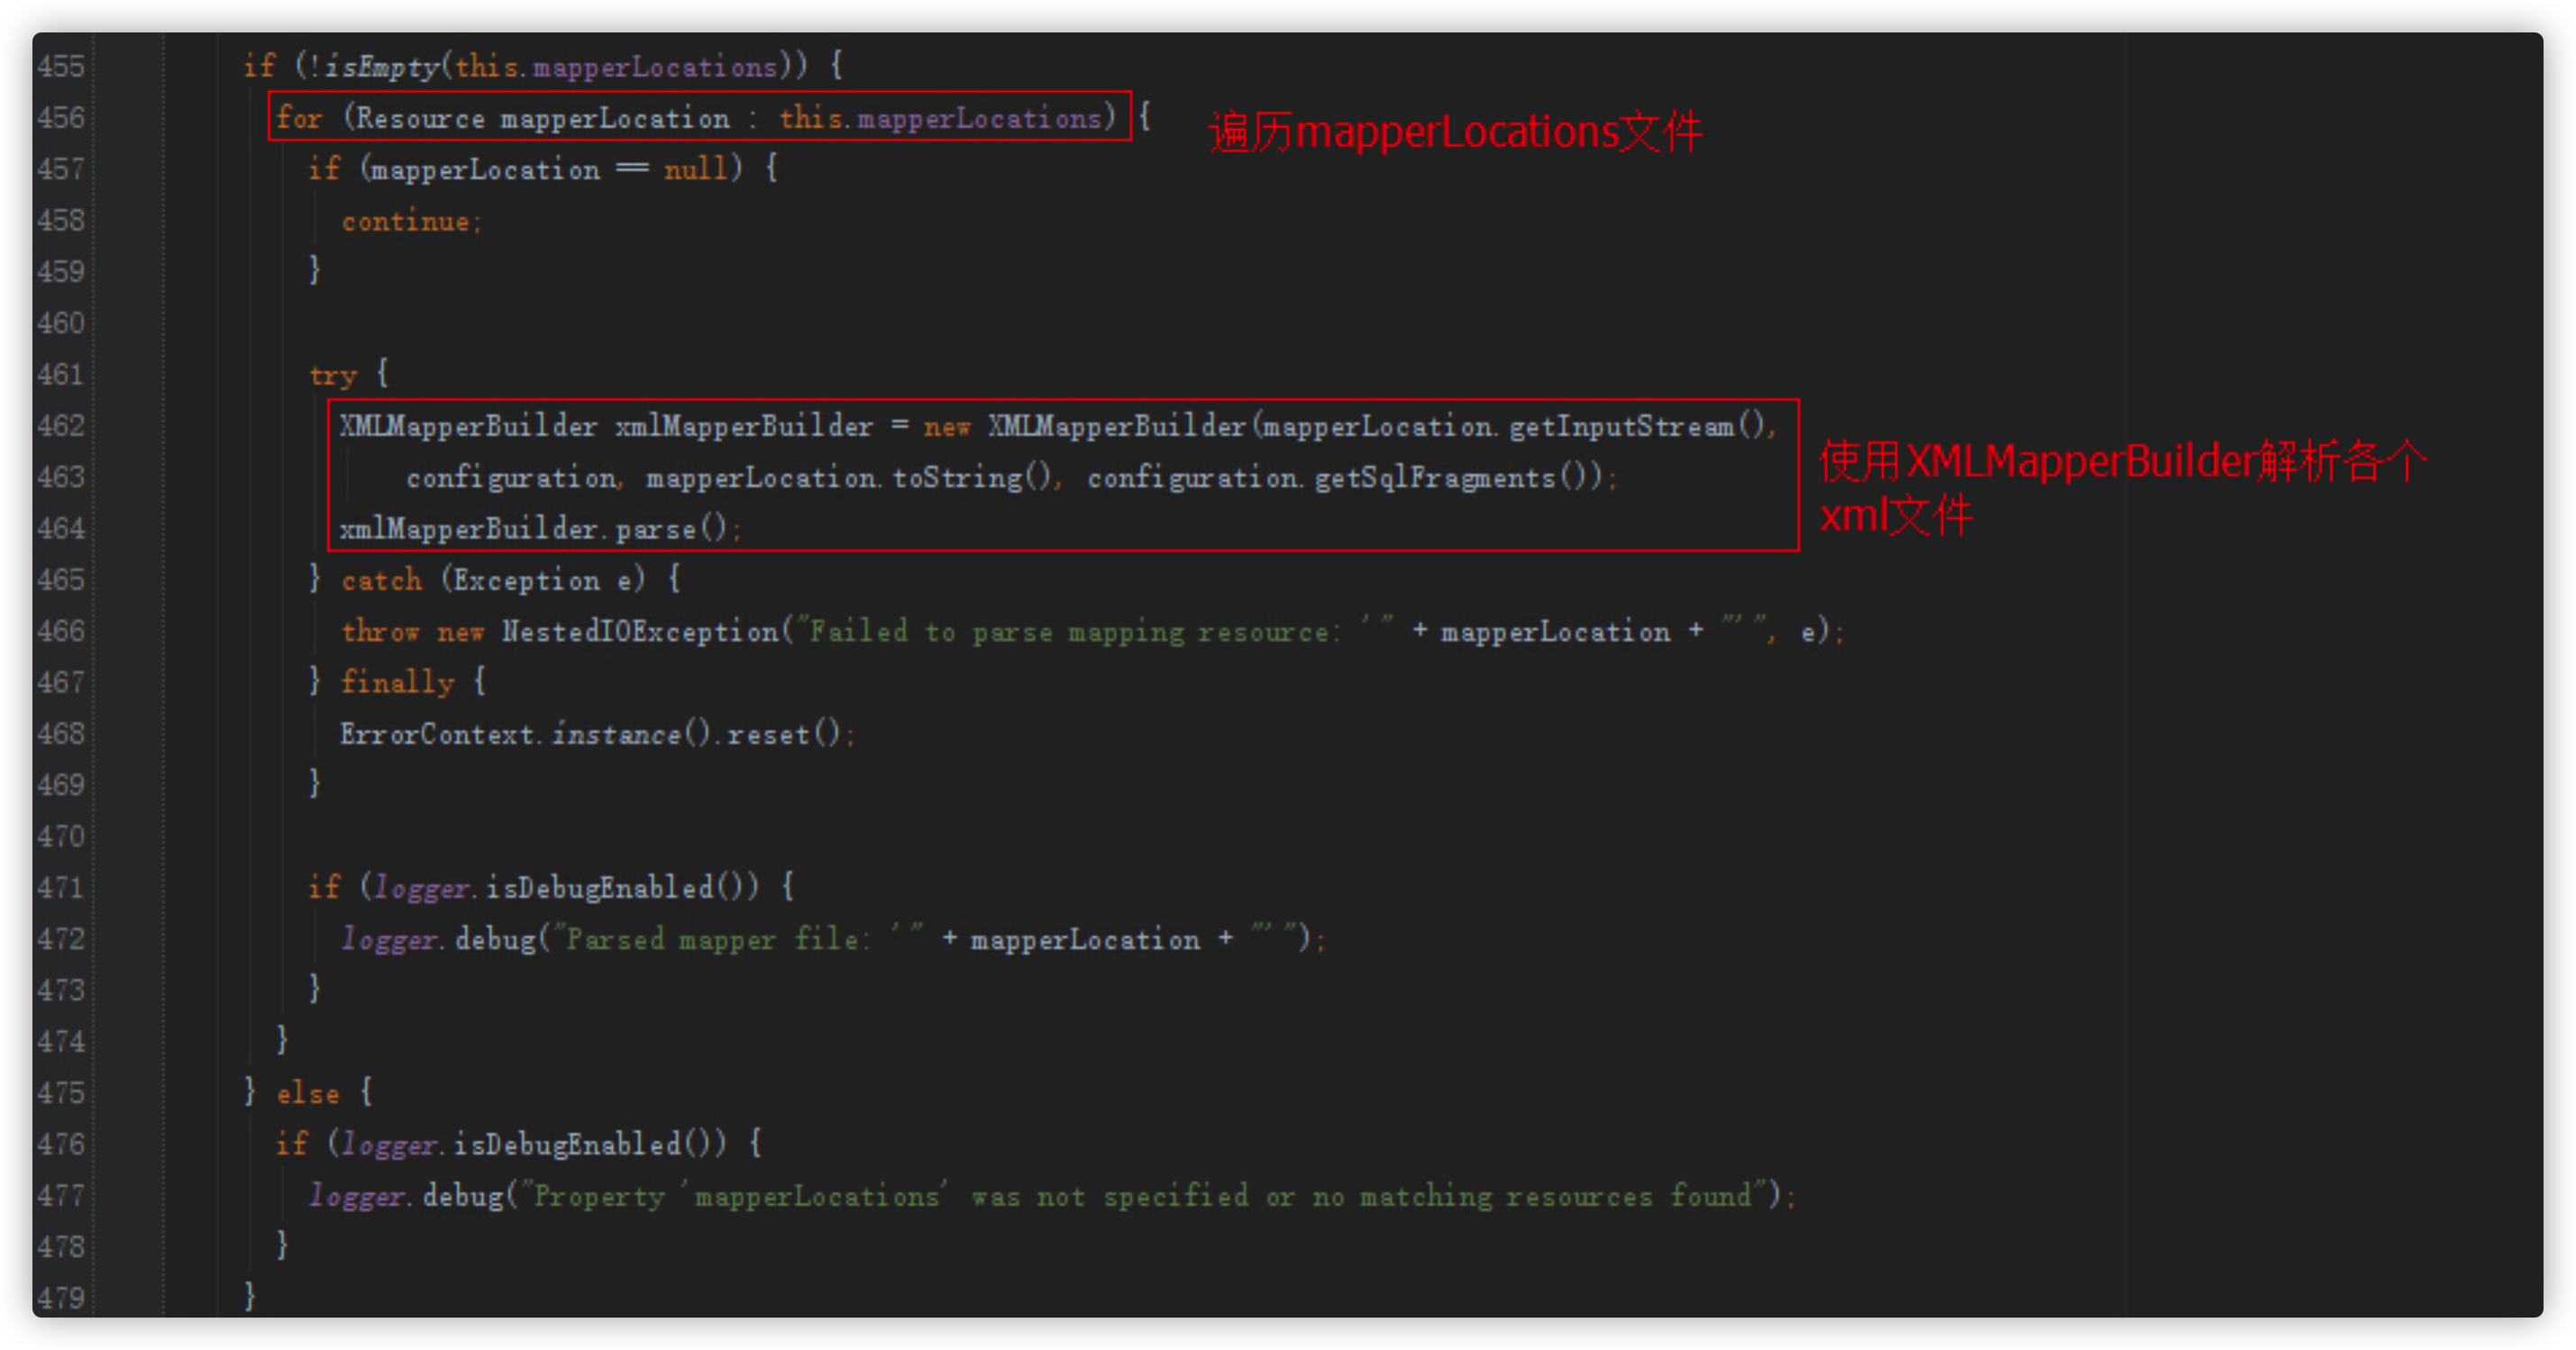 455 if (!isEmpty(this.mapperLocations)) {
456 for (Resource mapperLocation : this.mapperLocations) { 遍历mapperLocations文件
457 if (mapperLocation == null) {
458 continue;
459 }
460
461 try {
462 XMLMapperBuilder xmlMapperBuilder = new XMLMapperBuilder(mapperLocation.getInputStream(),
463 configuration, mapperLocation.toString(), configuration.getSqlFragments());
使用XMLMapperBuilder解析各个
xml文件
464 xmlMapperBuilder.parse();
465 } catch (Exception e) {
466 throw new NestedIOException("Failed to parse mapping resource: '" + mapperLocation + "'", e);
467 } finally {
468 ErrorContext.instance().reset();
469 }
470
471 if (logger.isDebugEnabled()) {
472 logger.debug("Parsed mapper file: '" + mapperLocation + "'");
473 }
474 }
475 } else {
476 if (logger.isDebugEnabled()) {
477 logger.debug("Property 'mapperLocations' was not specified or no matching resources found");
478 }
479 }